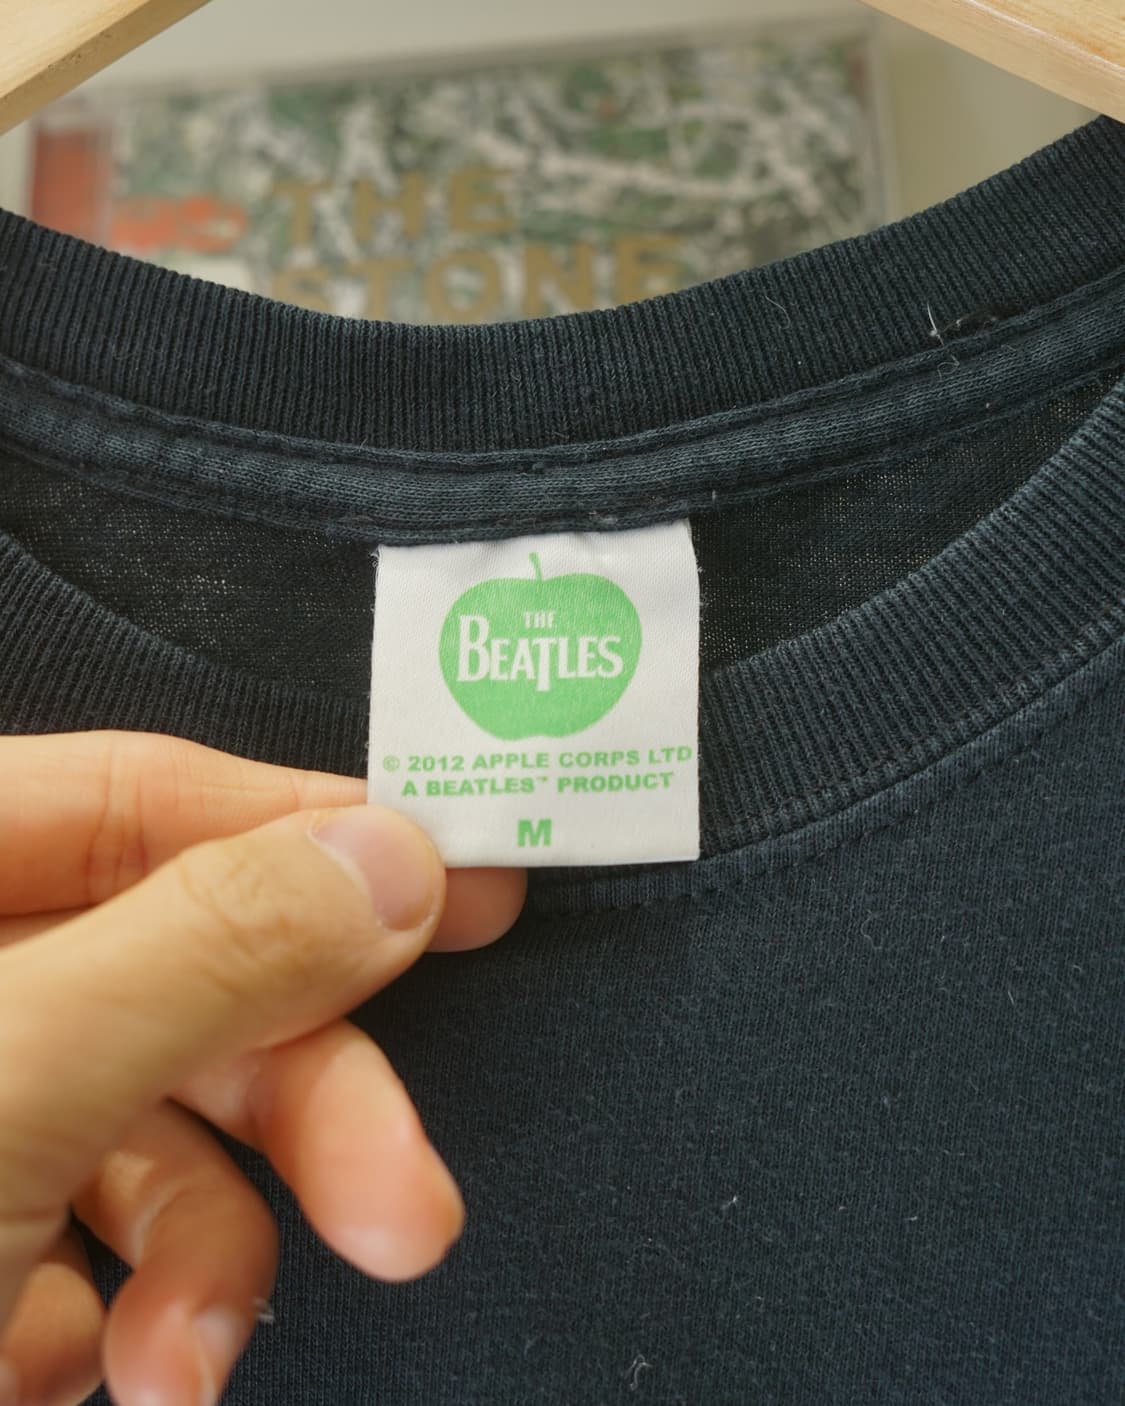 THE
STONE
THE
BEATLES
© 2012 APPLE CORPS LTD
A BEATLES™ PRODUCT
M